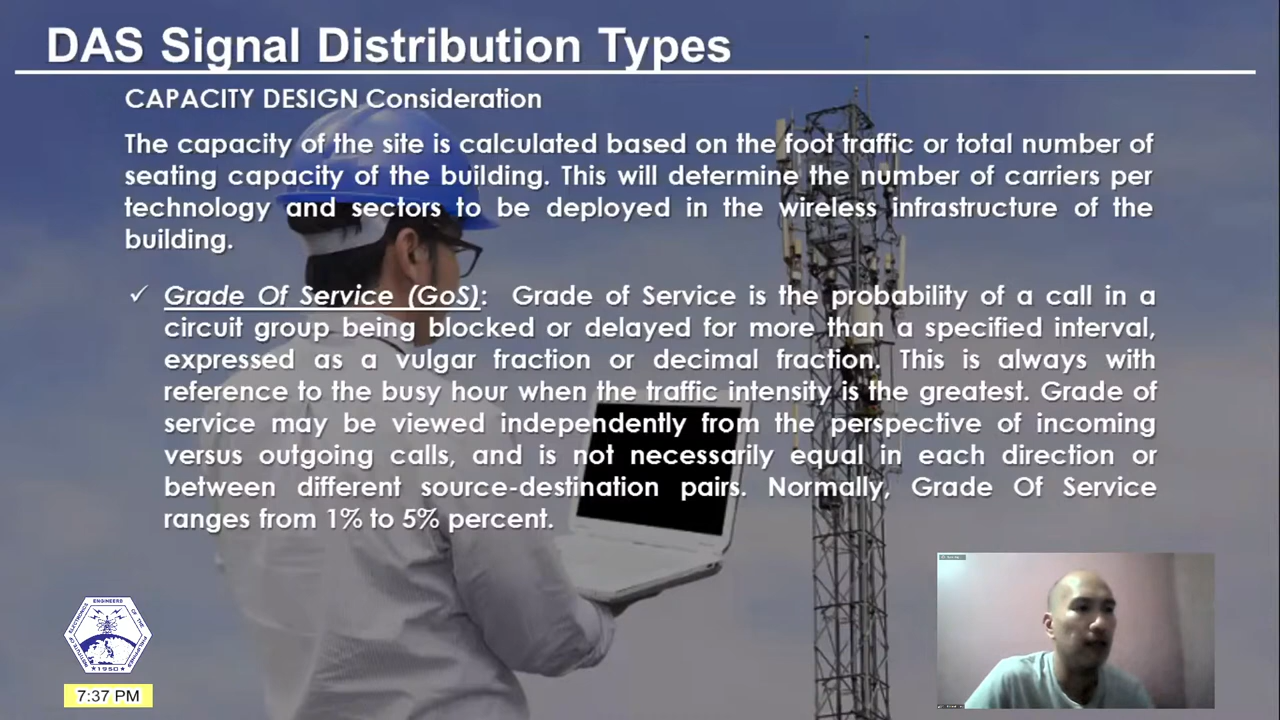 DAS Signal Distribution Types
CAPACITY DESIGN Consideration
The capacity of the site is calculated based on the foot traffic or total number of
seating capacity of the building. This will determine the number of carriers per
technology and sectors to be deployed in the wireless infrastructure of the
building.
✓ Grade Of Service (GoS): Grade of Service is the probability of a call in a
circuit group being blocked or delayed for more than a specified interval,
expressed as a vulgar fraction or decimal fraction. This is always with
reference to the busy hour when the traffic intensity is the greatest. Grade of
service may be viewed independently from the perspective of incoming
versus outgoing calls, and is not necessarily equal in each direction or
between different source-destination pairs. Normally, Grade Of Service
ranges from 1% to 5% percent.
INSTITUTE OF ELECTRONICS ENGINEERS OF THE PHILIPPINES
★1950★
7:37 PM